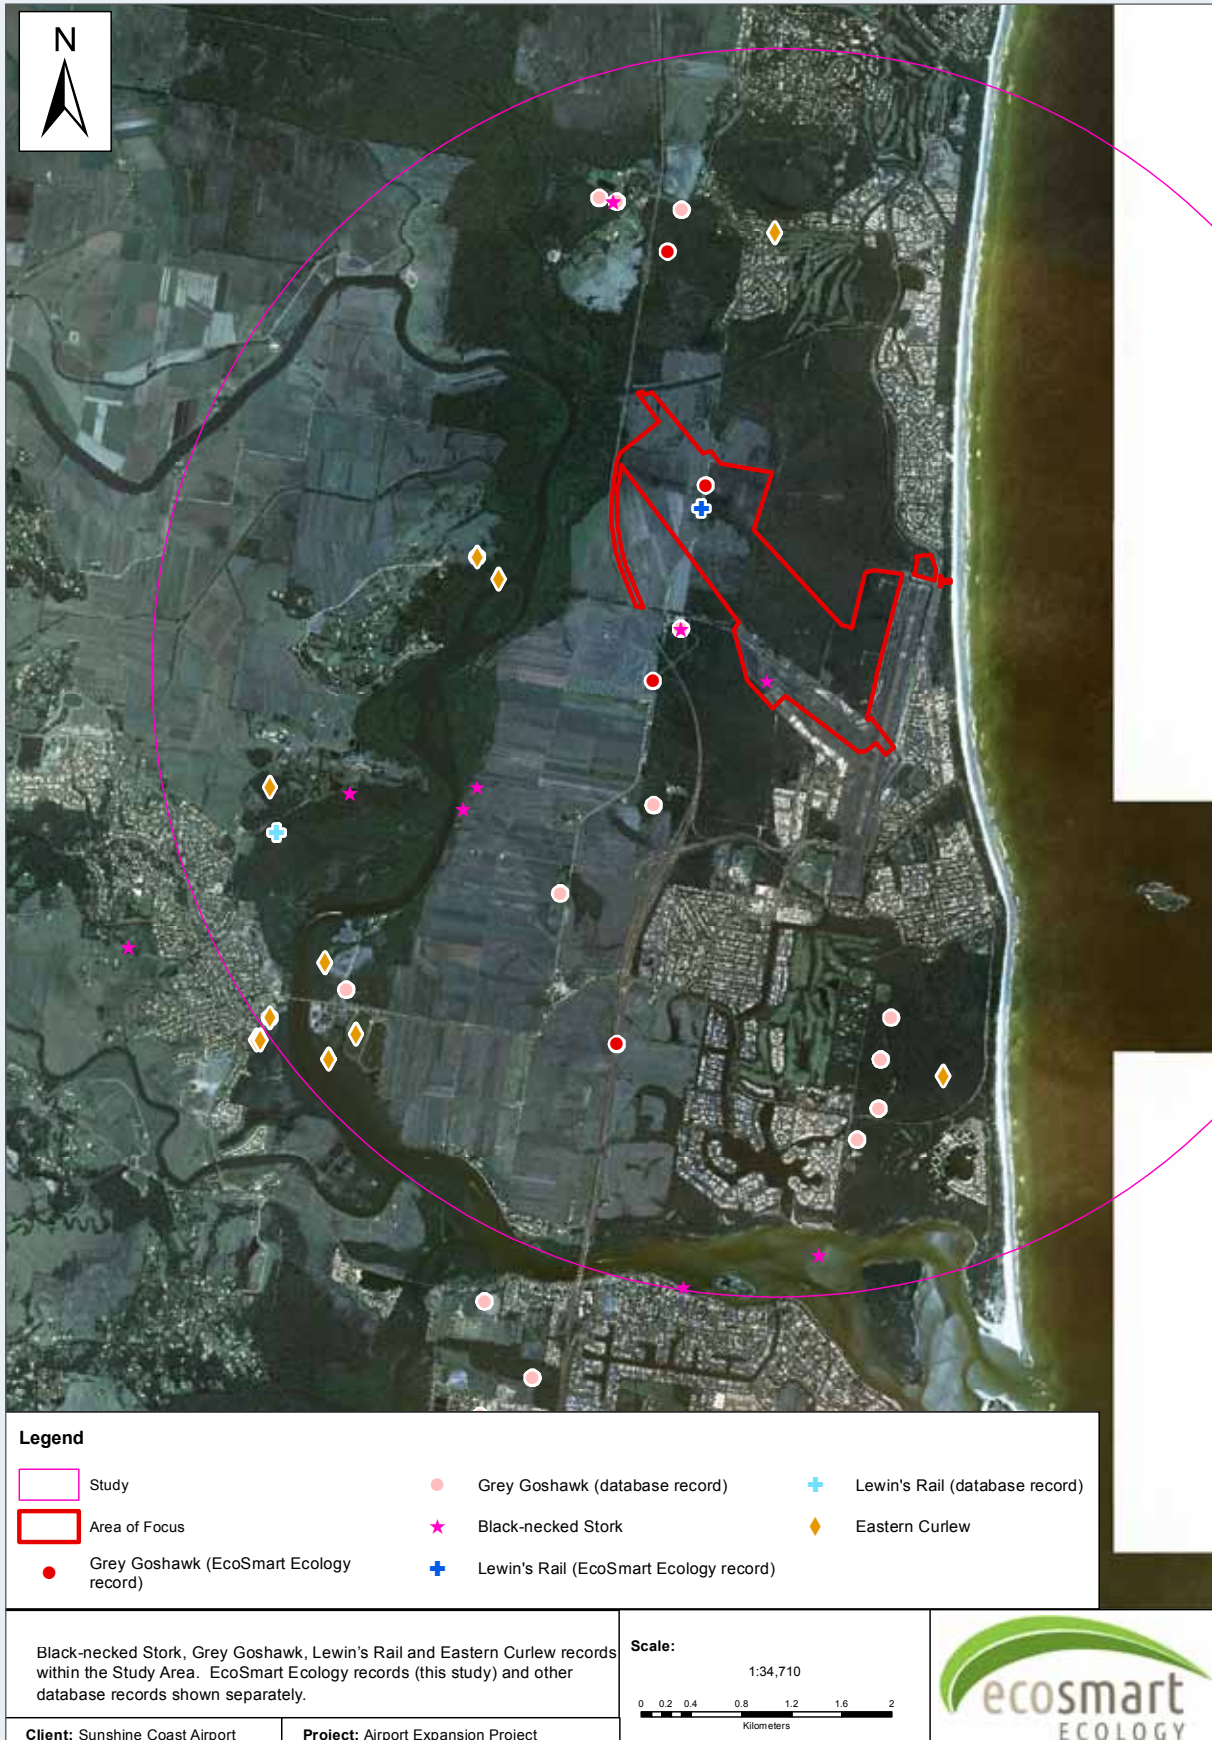 N
Legend
Study
Area of Focus
Grey Goshawk (EcoSmart Ecology
record)
Grey Goshawk (database record)
Black-necked Stork
Lewin's Rail (EcoSmart Ecology record)
Lewin's Rail (database record)
Eastern Curlew
Black-necked Stork, Grey Goshawk, Lewin's Rail and Eastern Curlew records
within the Study Area. EcoSmart Ecology records (this study) and other
database records shown separately.
Client: Sunshine Coast Airport
Project: Airport Expansion Project
Scale:
1:34,710
0 0.2 0.4 0.8 1.2 1.6 2
Kilometers
ecosmart
ECOLOGY